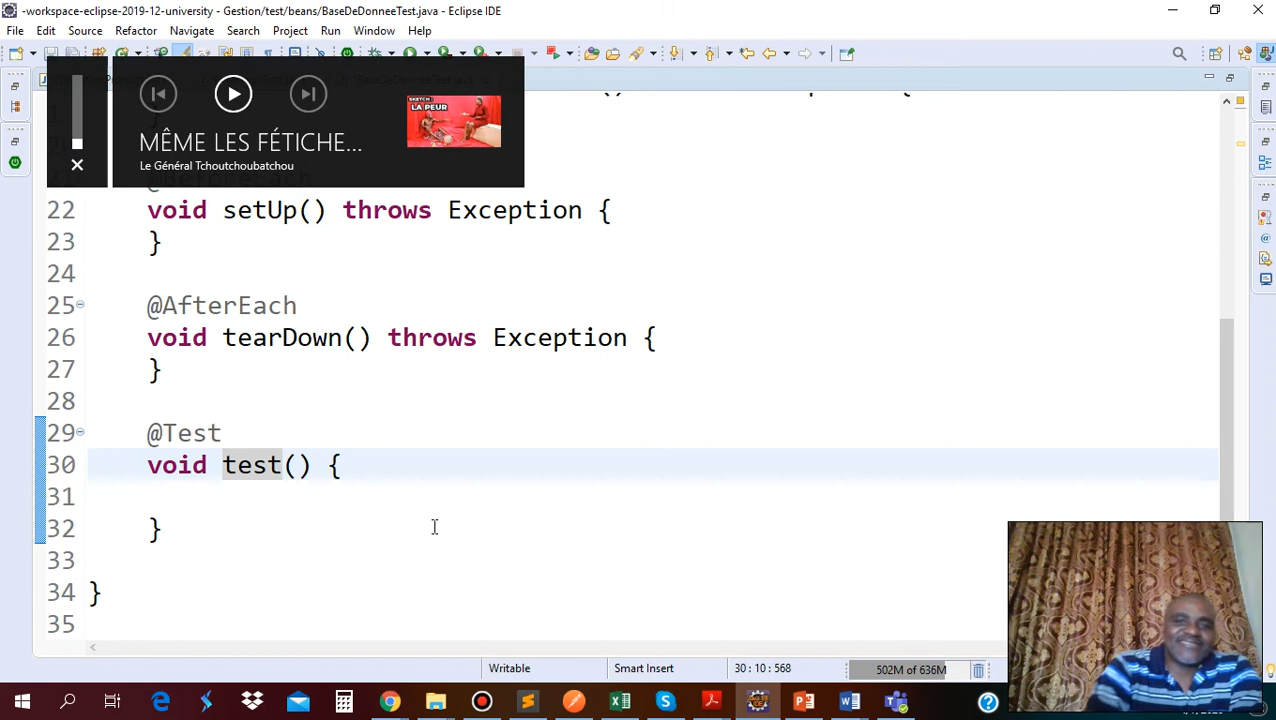 -workspace-eclipse-2019-12-university - Gestion/test/beans/BaseDeDonneeTest.java - Eclipse IDE
File Edit Source Refactor Navigate Search Project Run Window Help
MÊME LES FÉTICHE...
Le Général Tchoutchoubatchou
SKETCH :
LA PEUR
@BeforeEach
22 void setUp() throws Exception {
23 }
24
25 @AfterEach
26 void tearDown() throws Exception {
27 }
28
29 @Test
30 void test() {
31
32 }
33
34 }
35
Writable Smart Insert 30 : 10 : 568 502M of 636M